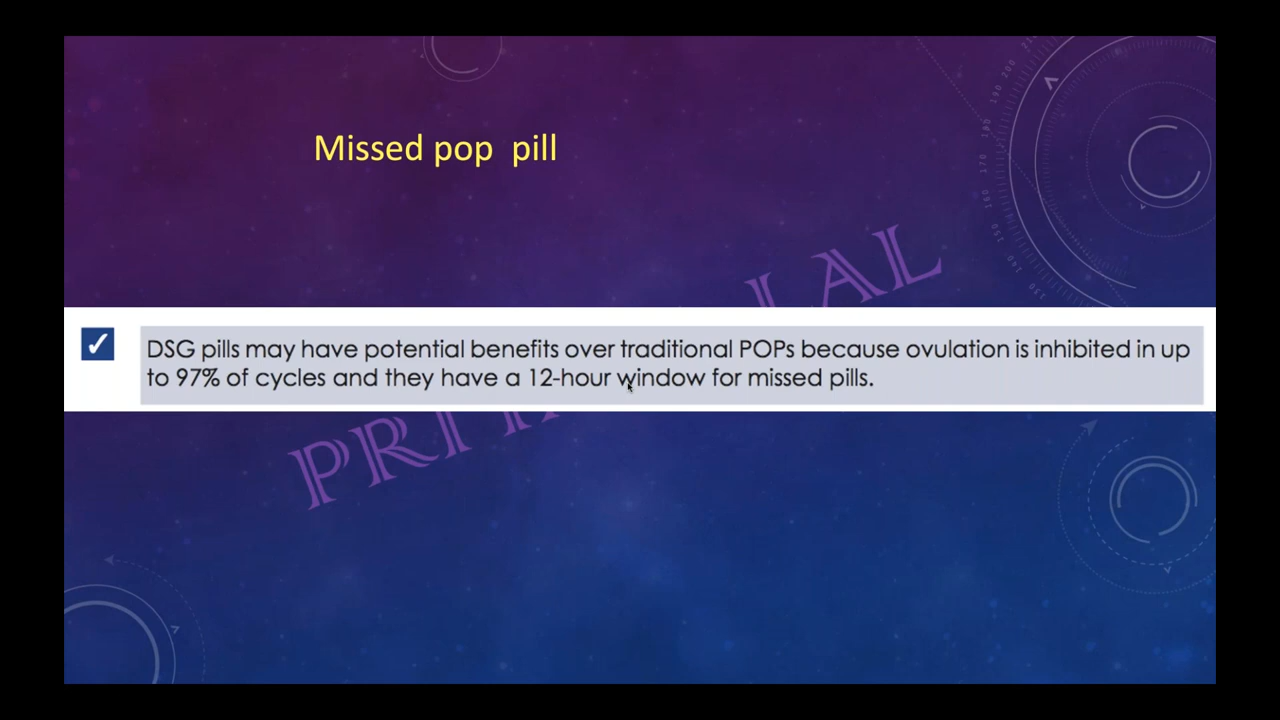 Missed pop  pill
DSG pills may have potential benefits over traditional POPs because ovulation is inhibited in up
to 97% of cycles and they have a 12-hour window for missed pills.